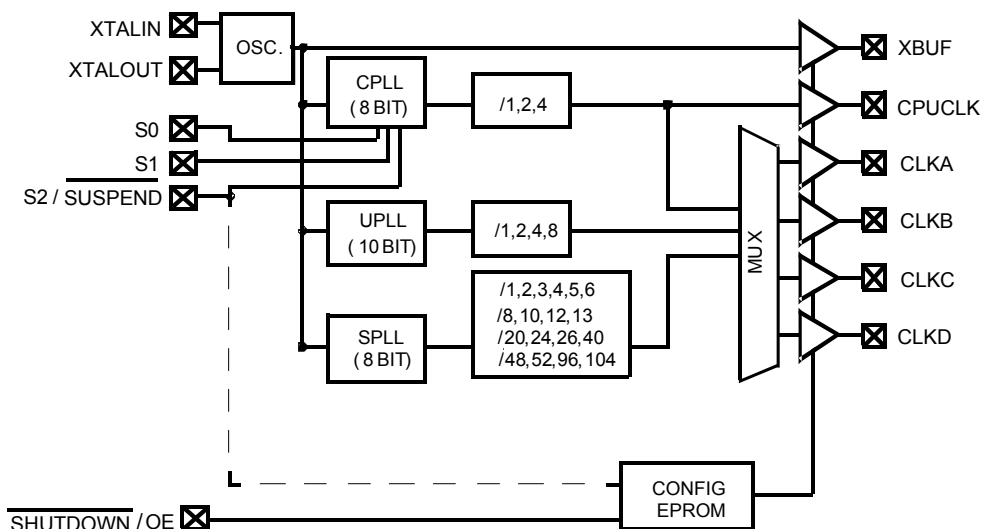 XTALIN
OSC.
XTALOUT
XBUF
CPLL
(8 BIT)
/1,2,4
CPUCLK
S0
S1
S2 / SUSPEND
CLKA
UPLL
(10 BIT)
/1,2,4,8
MUX
CLKB
CLKC
SPLL
(8 BIT)
/1,2,3,4,5,6
/8,10,12,13
/20,24,26,40
/48,52,96,104
CLKD
CONFIG
EPROM
SHUTDOWN / OE